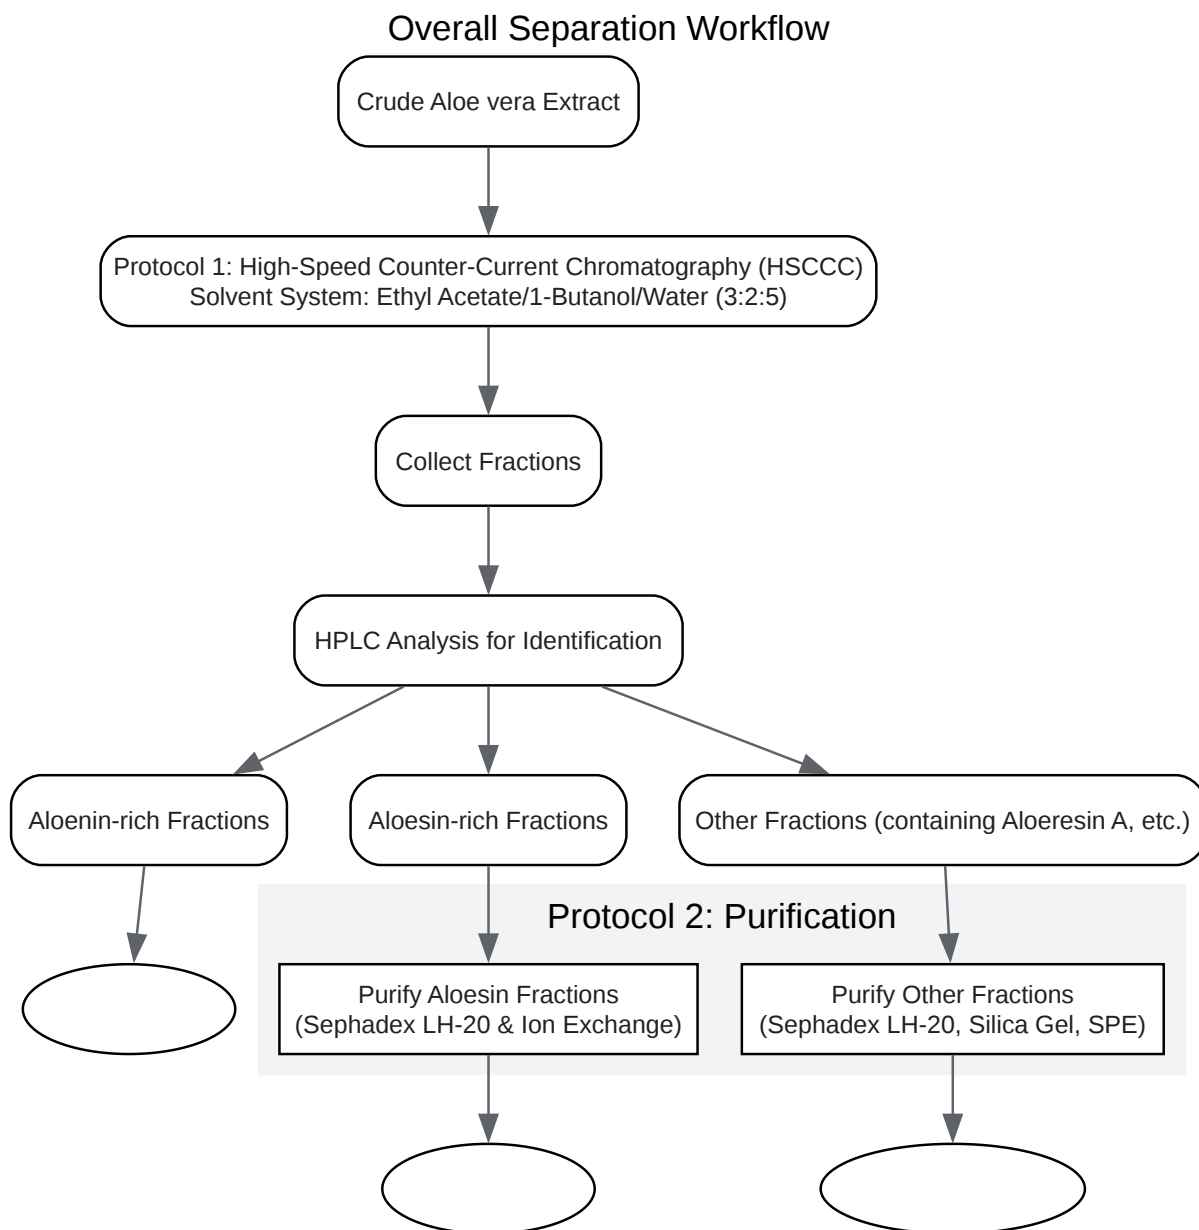 Overall Separation Workflow
Crude Aloe vera Extract
Protocol 1: High-Speed Counter-Current Chromatography (HSCCC)
Solvent System: Ethyl Acetate/1-Butanol/Water (3:2:5)
Collect Fractions
HPLC Analysis for Identification
Aloenin-rich Fractions
Aloesin-rich Fractions
Other Fractions (containing Aloeresin A, etc.)
Protocol 2: Purification
Purify Aloesin Fractions
(Sephadex LH-20 & Ion Exchange)
Purify Other Fractions
(Sephadex LH-20, Silica Gel, SPE)